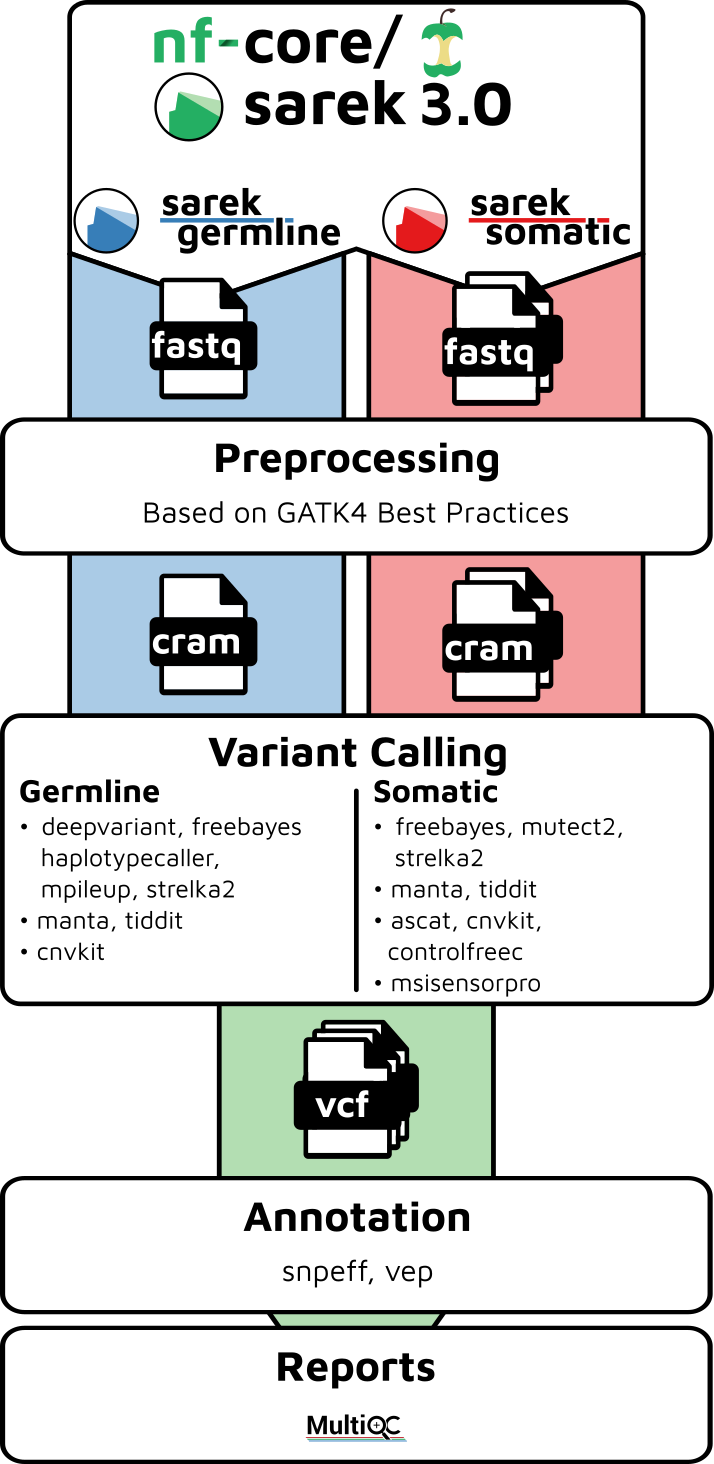 nf-core/
sarek 3.0
sarek
germline
sarek
somatic
fastq
fastq
Preprocessing
Based on GATK4 Best Practices
cram
cram
Variant Calling
Germline
• deepvariant, freebayes
haplotypecaller,
mpileup, strelka2
• manta, tiddit
• cnvkit
Somatic
• freebayes, mutect2,
strelka2
• manta, tiddit
• ascat, cnvkit,
controlfreec
• msisensorpro
vcf
Annotation
snpeff, vep
Reports
MultiQC